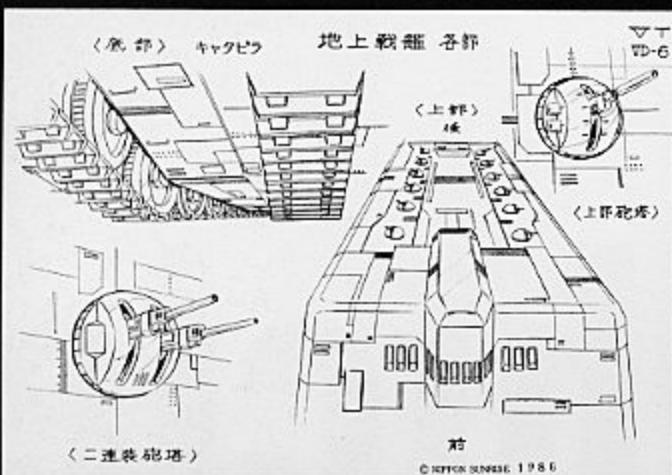 地上戦艦 各部
▽T
VD-6
〈底部〉 キャタピラ
〈上部〉
後
〈上部砲塔〉
〈二連装砲塔〉
前
© NIPPON SUNRISE 1986